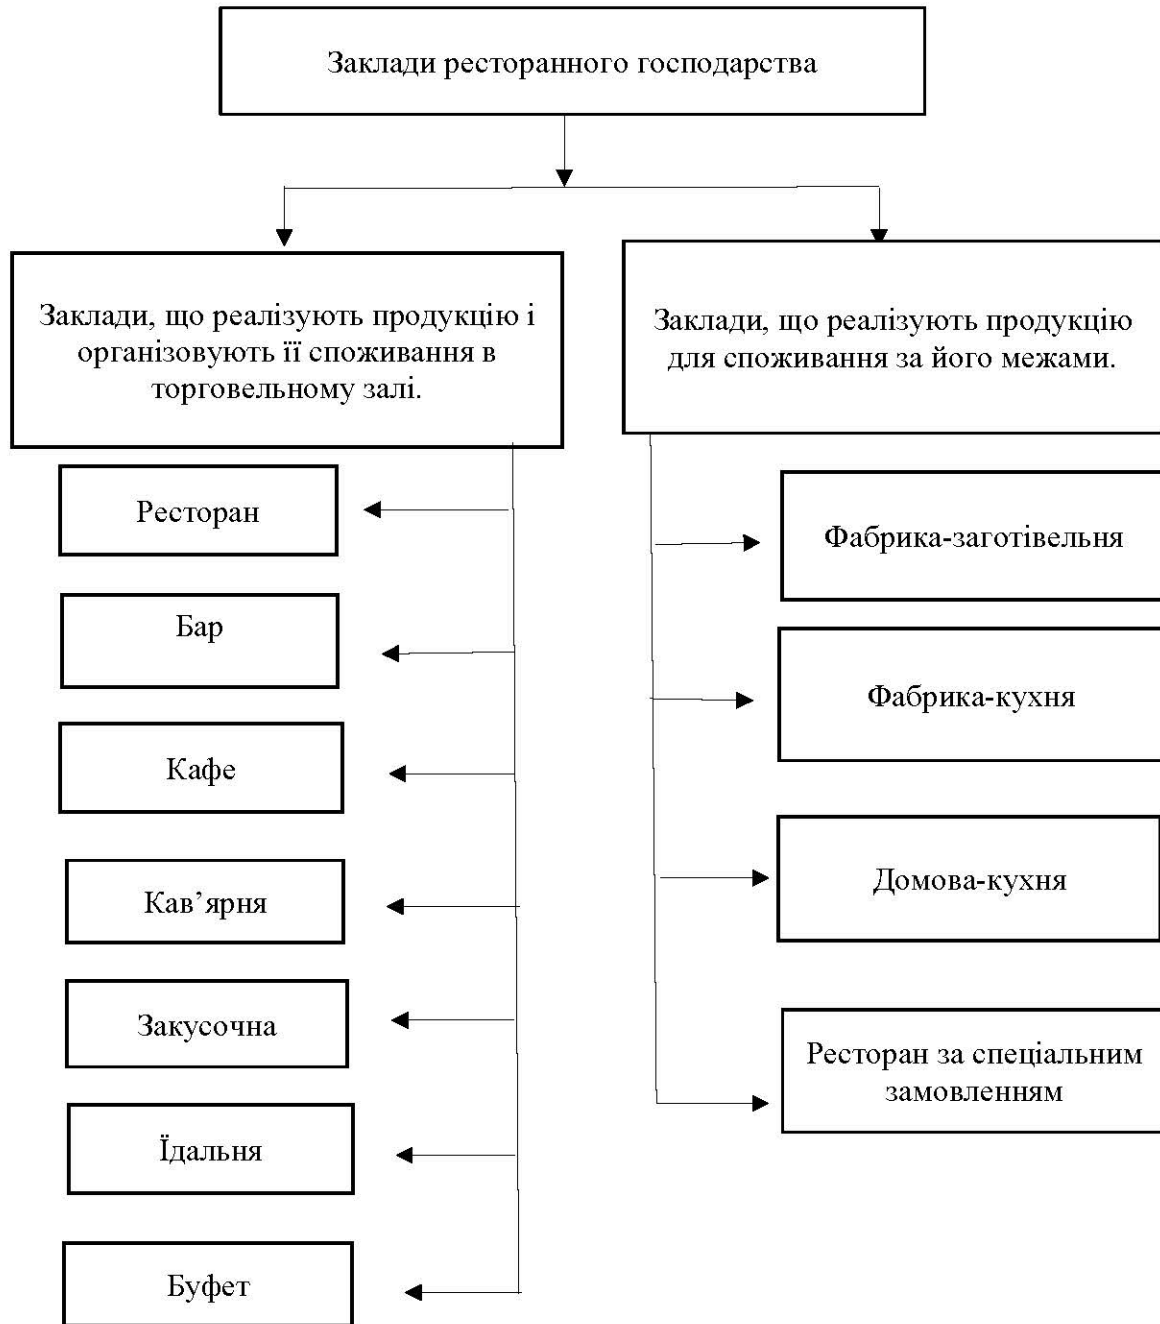 Заклади ресторанного господарства
Заклади, що реалізують продукцію і
організовують її споживання в
торговельному залі.
Ресторан
Бар
Кафе
Кав’ярня
Закусочна
Їдальня
Буфет
Заклади, що реалізують продукцію
для споживання за його межами.
Фабрика-заготівельня
Фабрика-кухня
Домова-кухня
Ресторан за спеціальним
замовленням